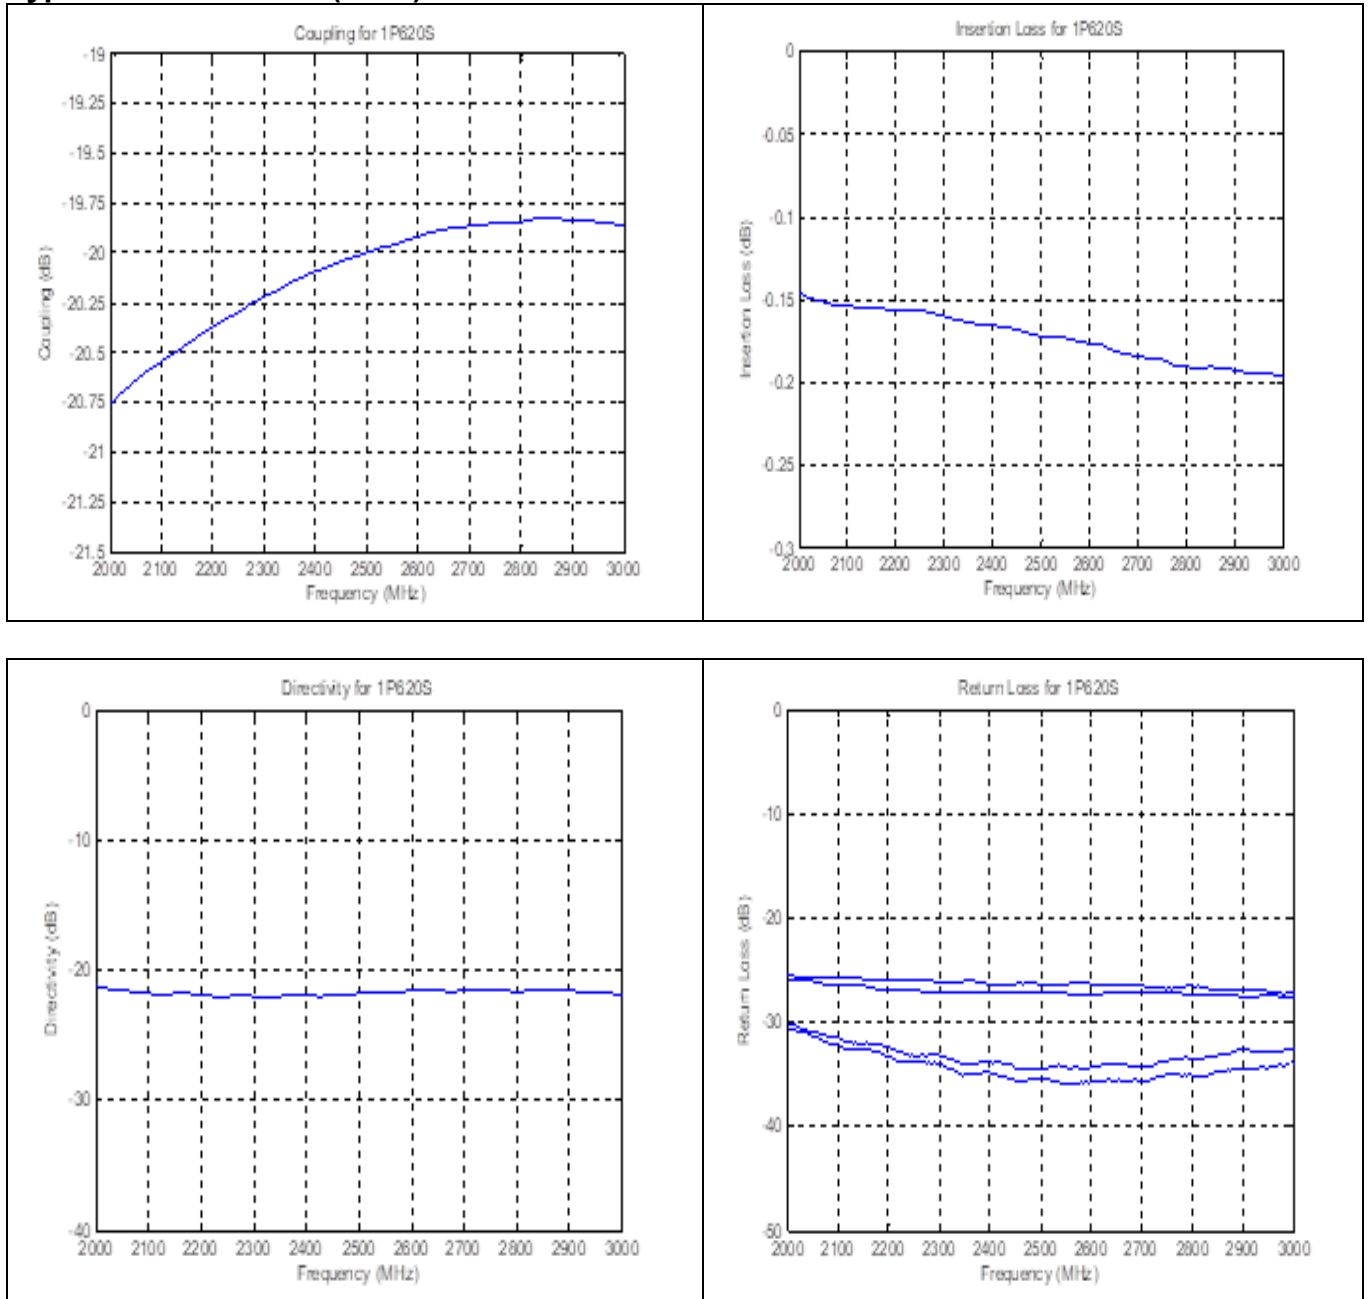 Coupling for 1P620S
-19
-19.25
-19.5
-19.75
-20
-20.25
-20.5
-20.75
-21
-21.25
-21.5
Coupling (dB)
2000 2100 2200 2300 2400 2500 2600 2700 2800 2900 3000
Frequency (MHz)
Insertion Loss for 1P620S
0
-0.05
-0.1
-0.15
-0.2
-0.25
-0.3
Insertion Loss (dB)
2000 2100 2200 2300 2400 2500 2600 2700 2800 2900 3000
Frequency (MHz)
Directivity for 1P620S
0
-10
-20
-30
-40
Directivity (dB)
2000 2100 2200 2300 2400 2500 2600 2700 2800 2900 3000
Frequency (MHz)
Return Loss for 1P620S
0
-10
-20
-30
-40
-50
Return Loss (dB)
2000 2100 2200 2300 2400 2500 2600 2700 2800 2900 3000
Frequency (MHz)